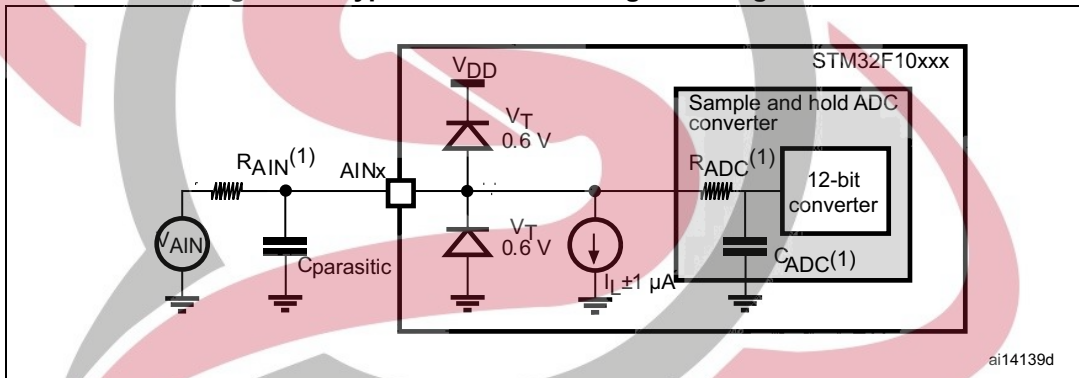 STM32F10xxx
VDD
Sample and hold ADC
converter
VT
0.6 V
RAIN(1)
AINx
RADC(1)
12-bit
converter
VAIN
VT
0.6 V
Cparasitic
IL±1 µA
CADC(1)
ai14139d